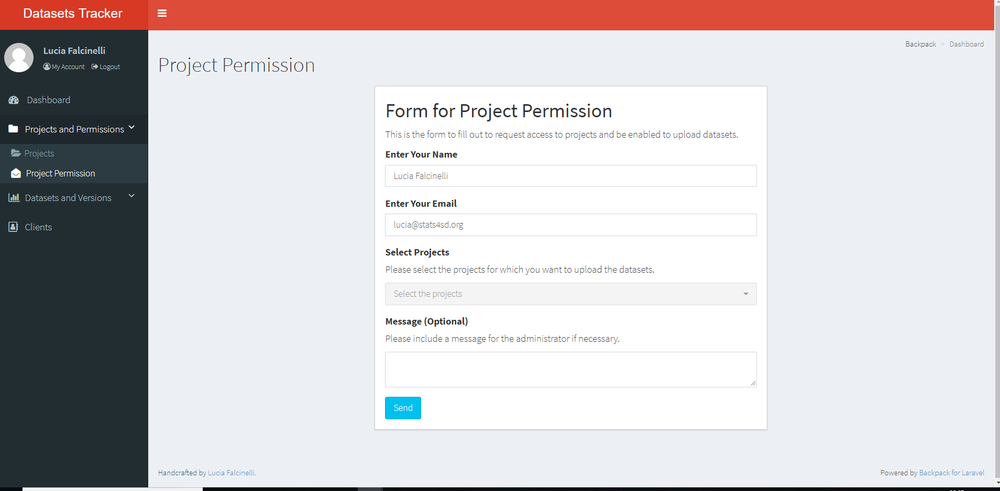 Datasets Tracker
Lucia Falcinelli
My Account Logout
Dashboard
Projects and Permissions
Projects
Project Permission
Datasets and Versions
Clients
Backpack > Dashboard
Project Permission
Form for Project Permission
This is the form to fill out to request access to projects and be enabled to upload datasets.
Enter Your Name
Lucia Falcinelli
Enter Your Email
lucia@stats4sd.org
Select Projects
Please select the projects for which you want to upload the datasets.
Select the projects
Message (Optional)
Please include a message for the administrator if necessary.
Send
Handcrafted by Lucia Falcinelli.
Powered by Backpack for Laravel